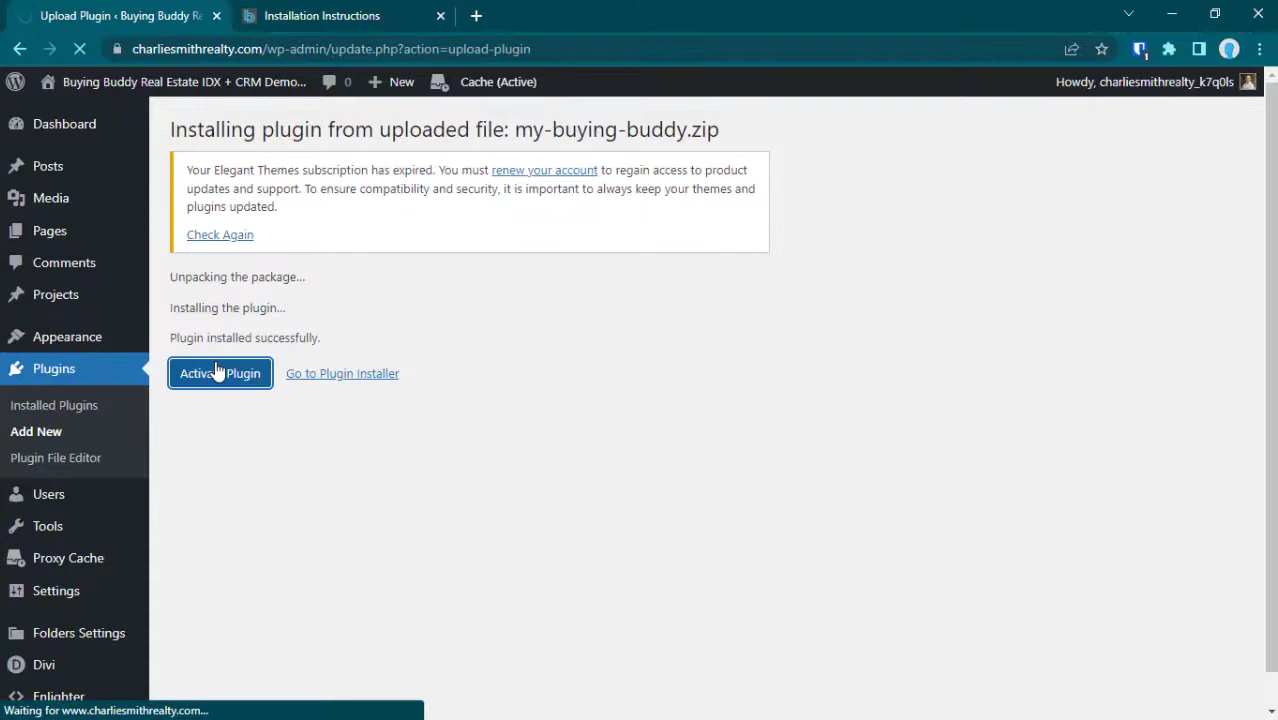 Upload Plugin ‹ Buying Buddy Re
Installation Instructions
charliesmithrealty.com/wp-admin/update.php?action=upload-plugin
1
Buying Buddy Real Estate IDX + CRM Demo...
0
New
Cache (Active)
Howdy, charliesmithrealty_k7q0ls
Dashboard
Posts
Media
Pages
Comments
Projects
Appearance
Plugins
Installed Plugins
Add New
Plugin File Editor
Users
Tools
Proxy Cache
Settings
Folders Settings
Divi
Enlighter
Installing plugin from uploaded file: my-buying-buddy.zip
Your Elegant Themes subscription has expired. You must renew your account to regain access to product
updates and support. To ensure compatibility and security, it is important to always keep your themes and
plugins updated.
Check Again
Unpacking the package...
Installing the plugin...
Plugin installed successfully.
Activate Plugin
Go to Plugin Installer
Waiting for www.charliesmithrealty.com...